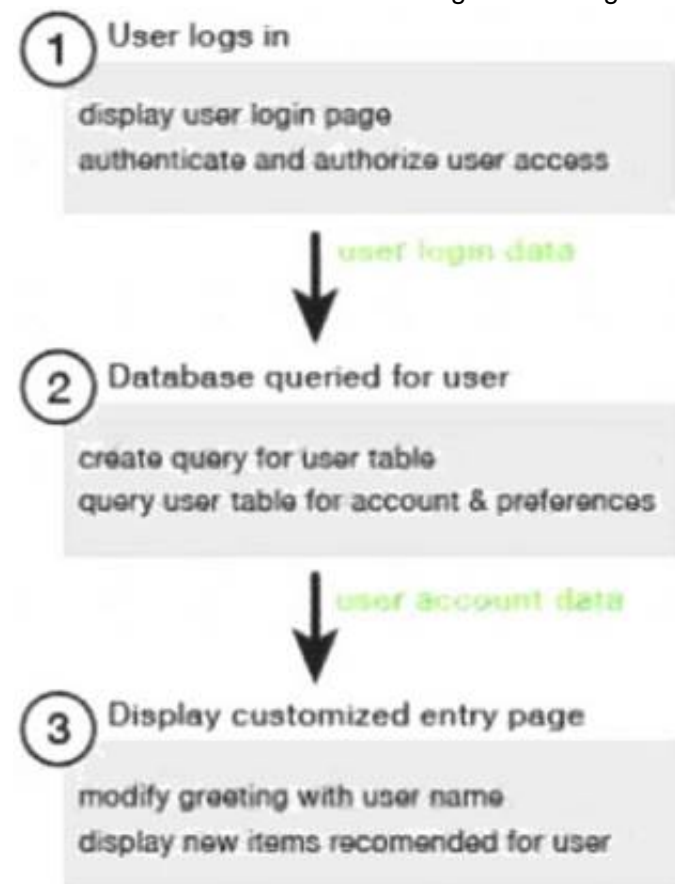 1
User logs in
display user login page
authenticate and authorize user access
user login data
2
Database queried for user
create query for user table
query user table for account & preferences
user account data
3
Display customized entry page
modify greeting with user name
display new items recomended for user